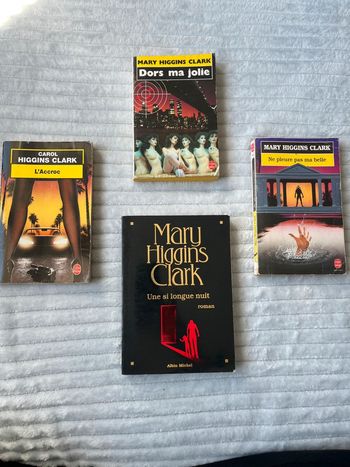 MARY HIGGINS CLARK
Dors ma jolie
CAROL
HIGGINS CLARK
L'Accroc
MARY HIGGINS CLARK
Ne pleure pas ma belle
Mary
Higgins
Clark
Une si longue nuit
roman
Albin Michel